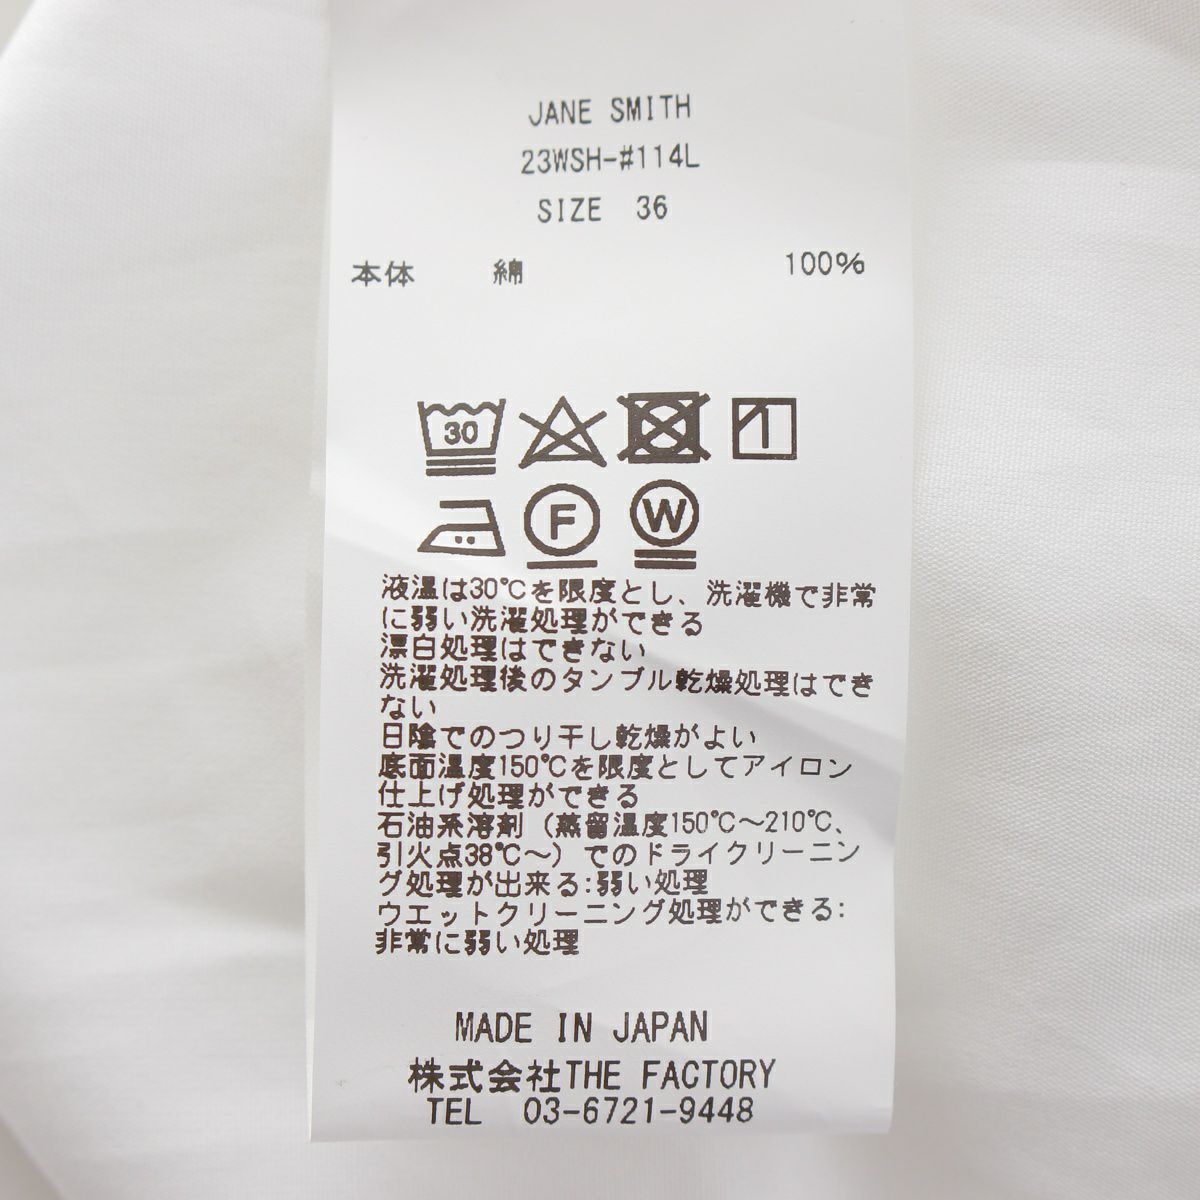 JANE SMITH
23WSH-#114L
SIZE 36
本体 綿 100%
30
F W
液温は30℃を限度とし、洗濯機で非常
に弱い洗濯処理ができる
漂白処理はできない
洗濯処理後のタンブル乾燥処理はでき
ない
日陰でのつり干し乾燥がよい
底面温度150℃を限度としてアイロン
仕上げ処理ができる
石油系溶剤（蒸留温度150℃～210℃、
引火点38℃～）でのドライクリーニン
グ処理が出来る:弱い処理
ウエットクリーニング処理ができる:
非常に弱い処理
MADE IN JAPAN
株式会社THE FACTORY
TEL 03-6721-9448